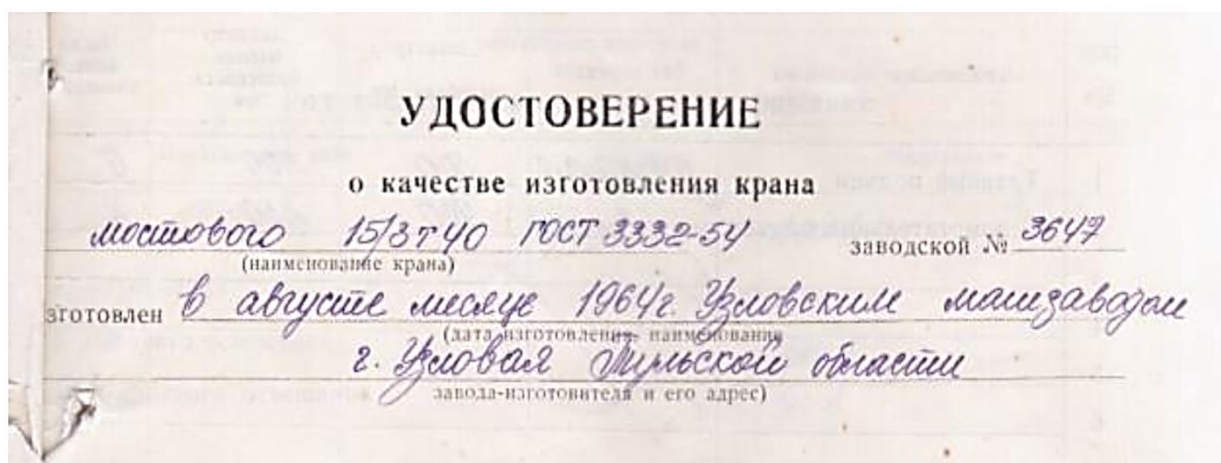 УДОСТОВЕРЕНИЕ
о качестве изготовления крана
мостового 15/3т 40 ГОСТ 3332-54 заводской № 3647
(наименование крана)
зготовлен в августе месяце 1964г. Узловским машзаводом
(дата изготовления, наименование
г. Узловая Тульской области
завода-изготовителя и его адрес)